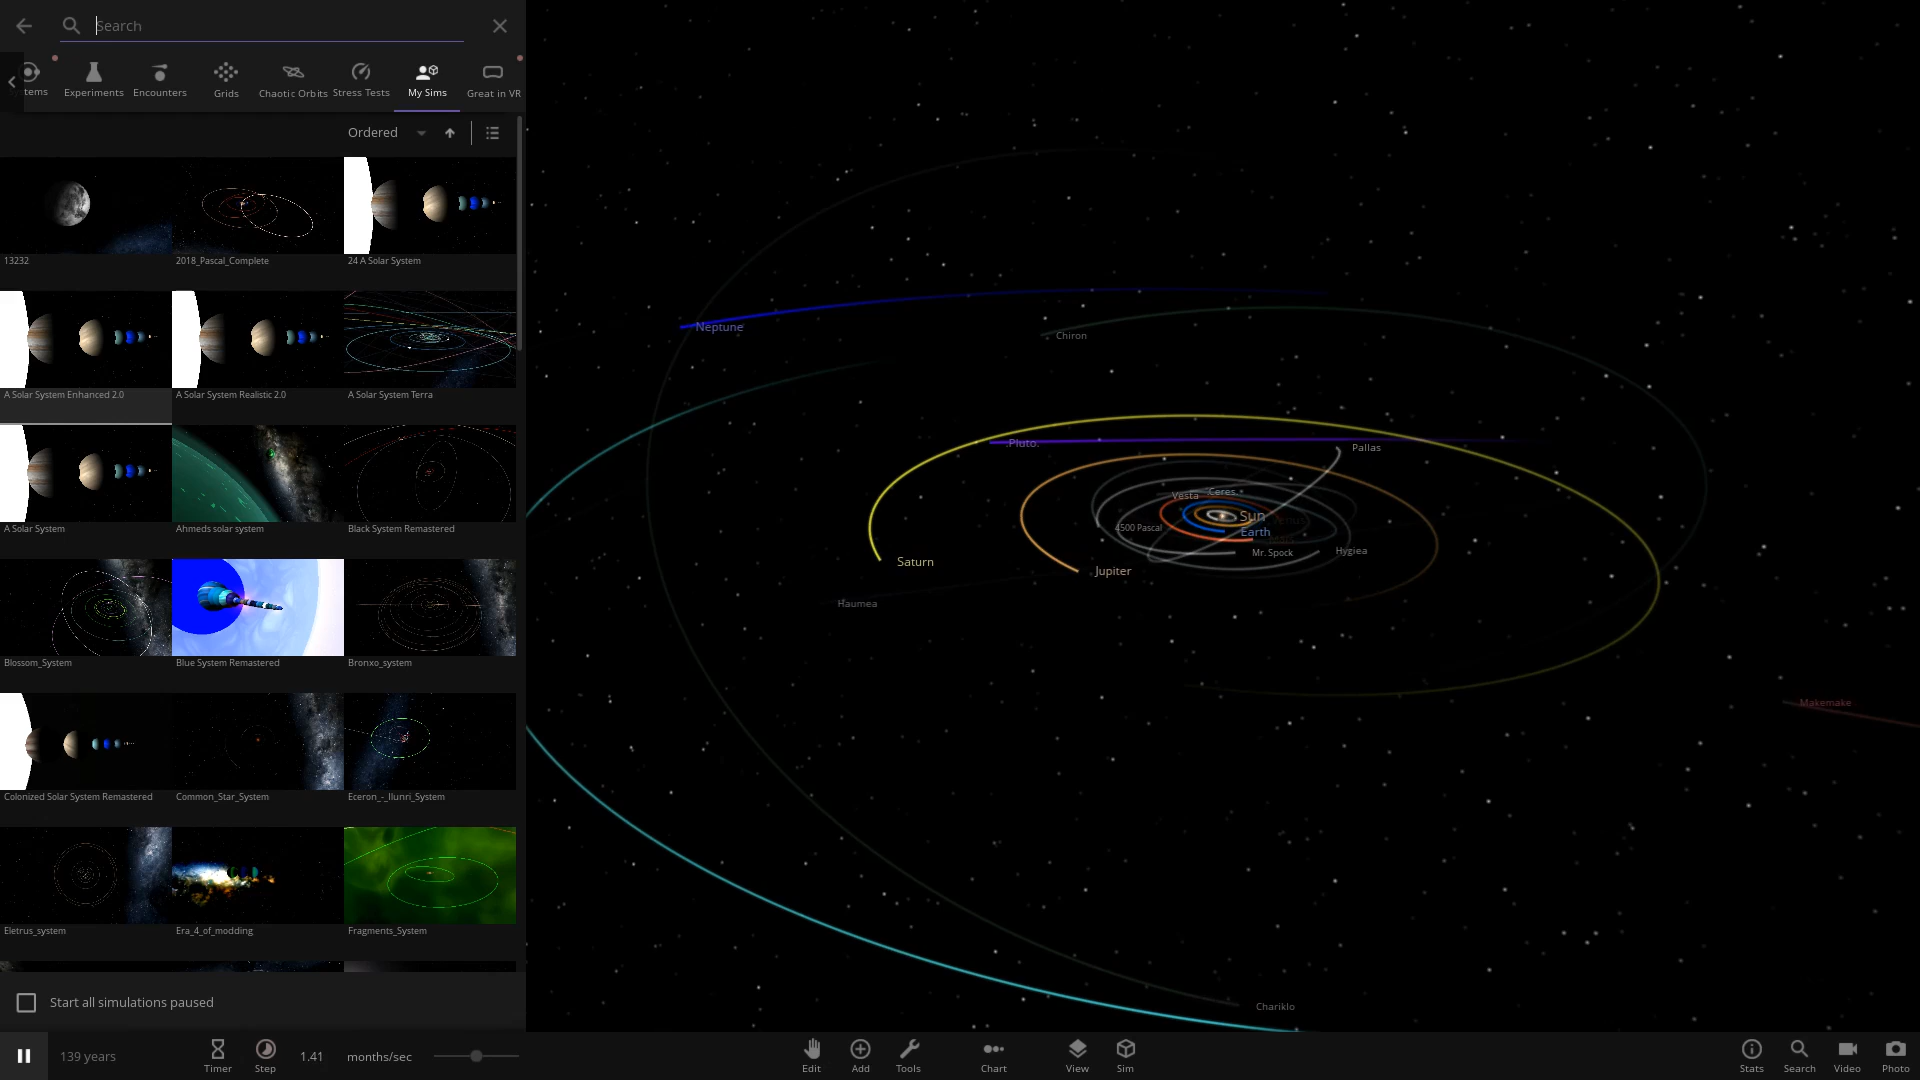 Search
tems
Experiments
Encounters
Grids
Chaotic Orbits
Stress Tests
My Sims
Great in VR
Ordered
13232
2018_Pascal_Complete
24 A Solar System
A Solar System Enhanced 2.0
A Solar System Realistic 2.0
A Solar System Terra
A Solar System
Ahmeds solar system
Black System Remastered
Blossom_System
Blue System Remastered
Bronxo_system
Colonized Solar System Remastered
Common_Star_System
Eceron_-_Ilunri_System
Eletrus_system
Era_4_of_modding
Fragments_System
Start all simulations paused
Neptune
Chiron
Pluto
Pallas
Vesta
Ceres
Sun
Venus
Earth
Mars
4500 Pascal
Mr. Spock
Hygiea
Saturn
Jupiter
Haumea
Makemake
Chariklo
139 years
Timer
Step
1.41
months/sec
Edit
Add
Tools
Chart
View
Sim
Stats
Search
Video
Photo